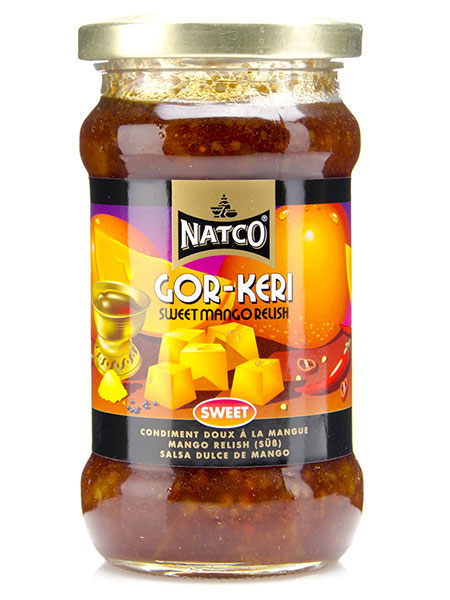 NATCO®
GOR-KERI
SWEET MANGO RELISH
SWEET
CONDIMENT DOUX À LA MANGUE
MANGO RELISH (SÜß)
SALSA DULCE DE MANGO